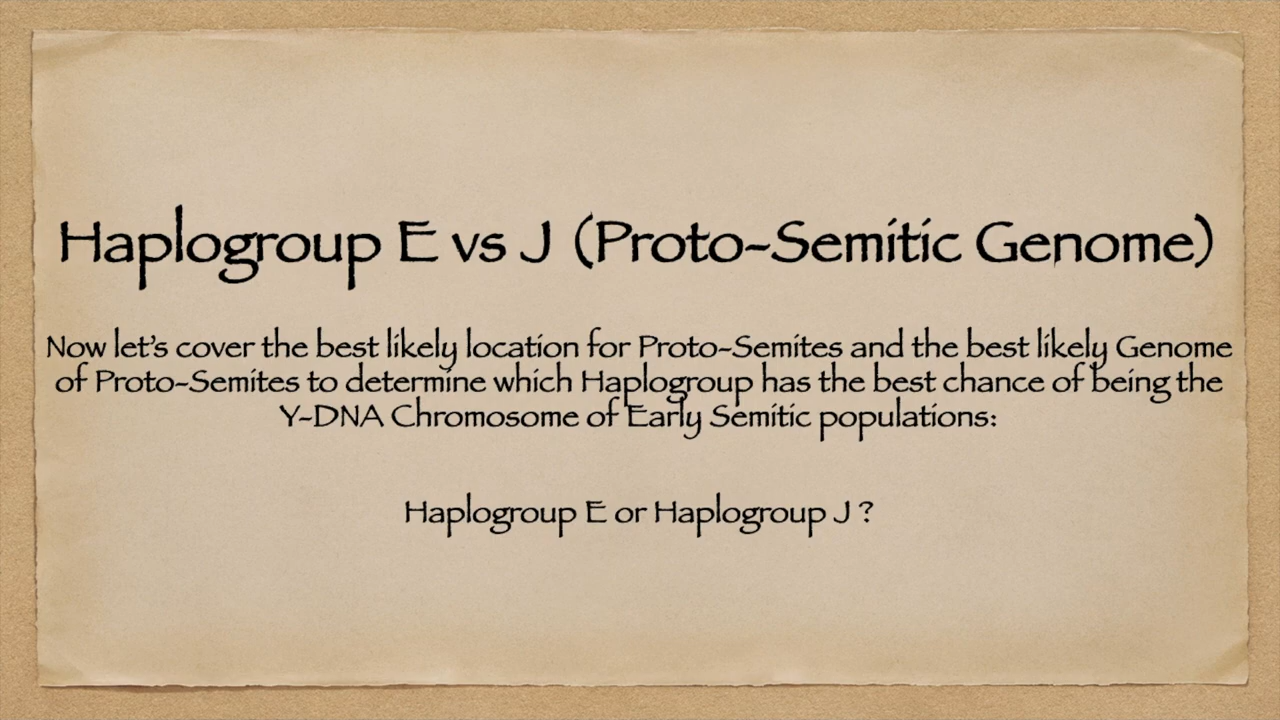 Haplogroup E vs J (Proto-Semitic Genome)
Now let's cover the best likely location for Proto-Semites and the best likely Genome
of Proto-Semites to determine which Haplogroup has the best chance of being the
Y-DNA Chromosome of Early Semitic populations:
Haplogroup E or Haplogroup J ?